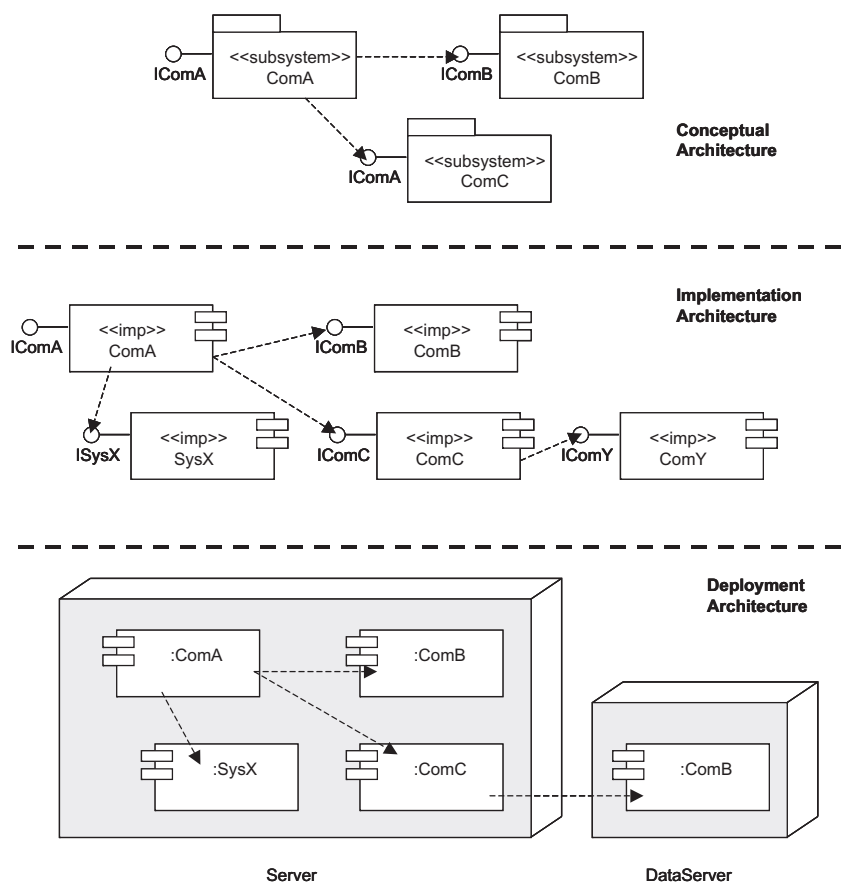 <<subsystem>>
ComA
IComA
<<subsystem>>
ComB
IComB
<<subsystem>>
ComC
IComA
Conceptual
Architecture
Implementation
Architecture
<<imp>>
ComA
IComA
<<imp>>
ComB
IComB
<<imp>>
SysX
ISysX
<<imp>>
ComC
IComC
<<imp>>
ComY
IComY
Deployment
Architecture
:ComA
:ComB
:SysX
:ComC
:ComB
Server
DataServer